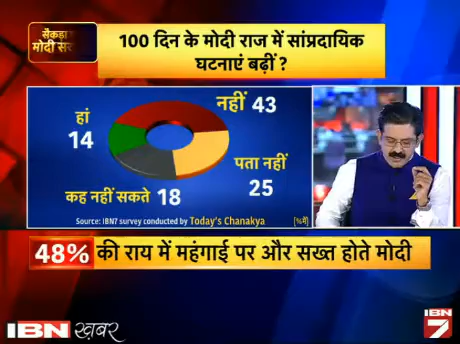 सैंकड़ा
मोदी सर
100 दिन के मोदी राज में सांप्रदायिक
घटनाएं बढ़ीं ?
नहीं 43
हां
14
पता नहीं
25
कह नहीं सकते 18
Source: IBN7 survey conducted by Today's Chanakya
[%में]
48% की राय में महंगाई पर और सख्त होते मोदी
IBN ख़बर
IBN
7